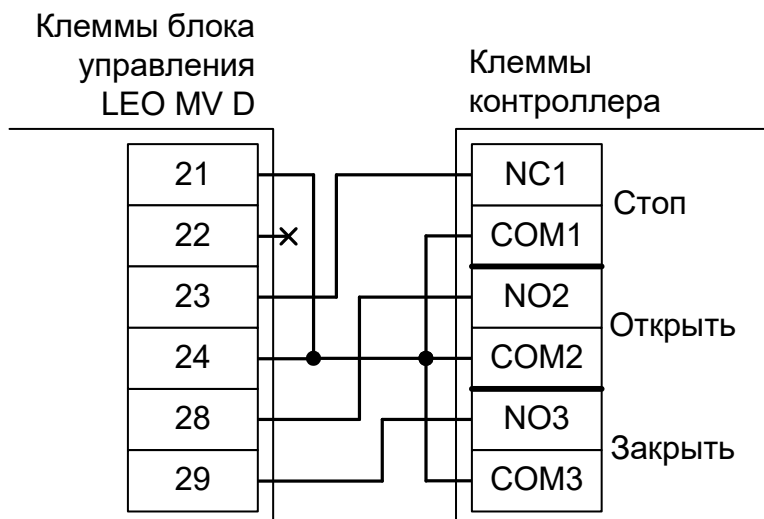 Клеммы блока
управления
LEO MV D
Клеммы
контроллера
21
22
23
24
28
29
NC1
COM1
NO2
COM2
NO3
COM3
Стоп
Открыть
Закрыть